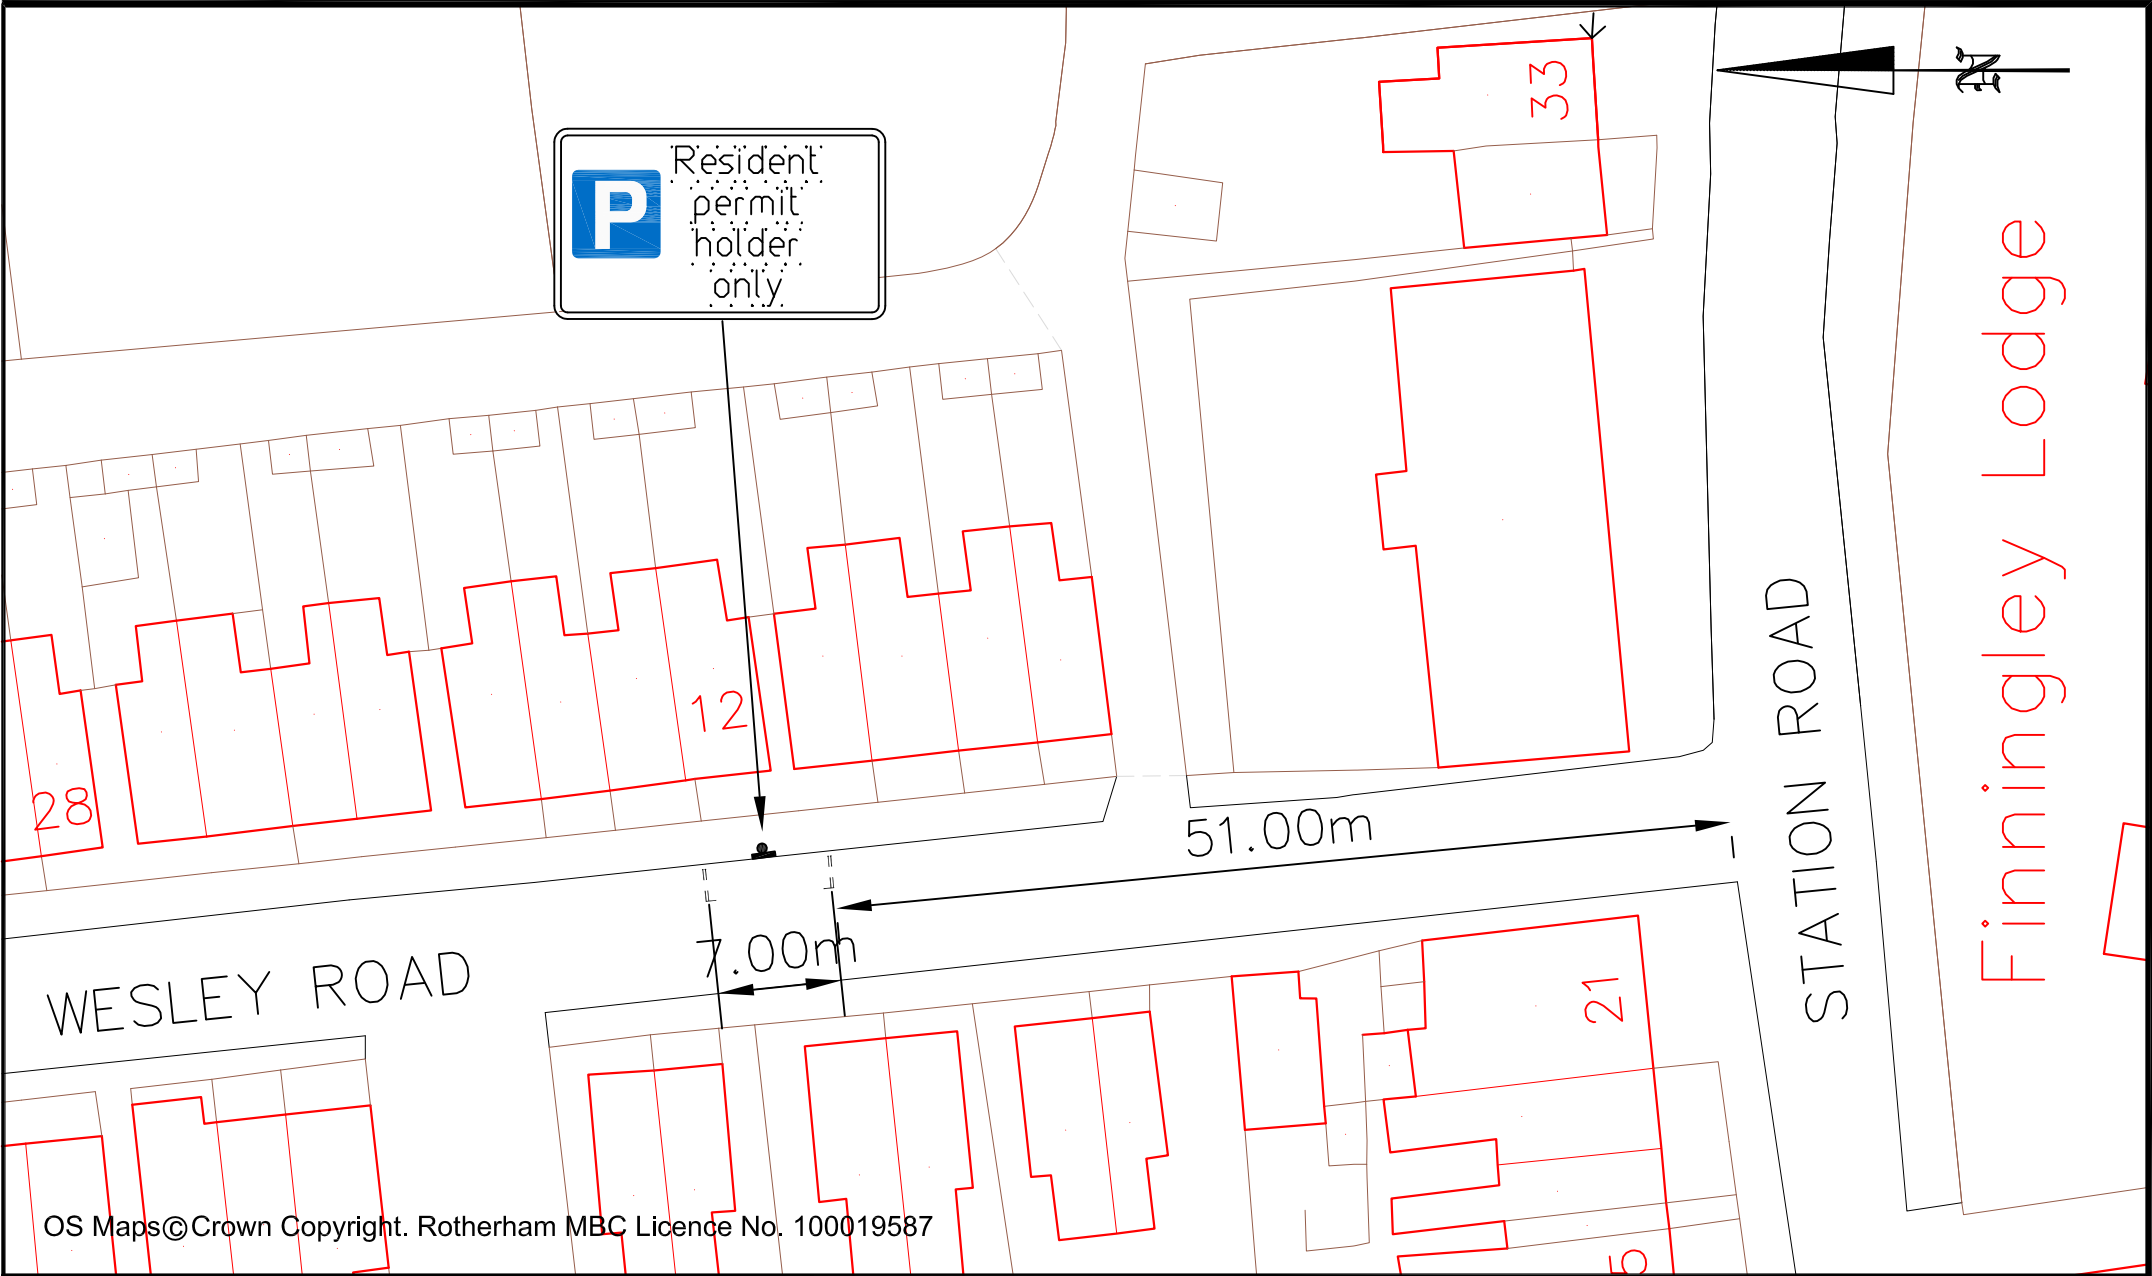 33
N
P
Resident
permit
holder
only
Finningley Lodge
STATION ROAD
12
28
51.00m
7.00m
WESLEY ROAD
21
OS Maps©Crown Copyright. Rotherham MBC Licence No. 100019587